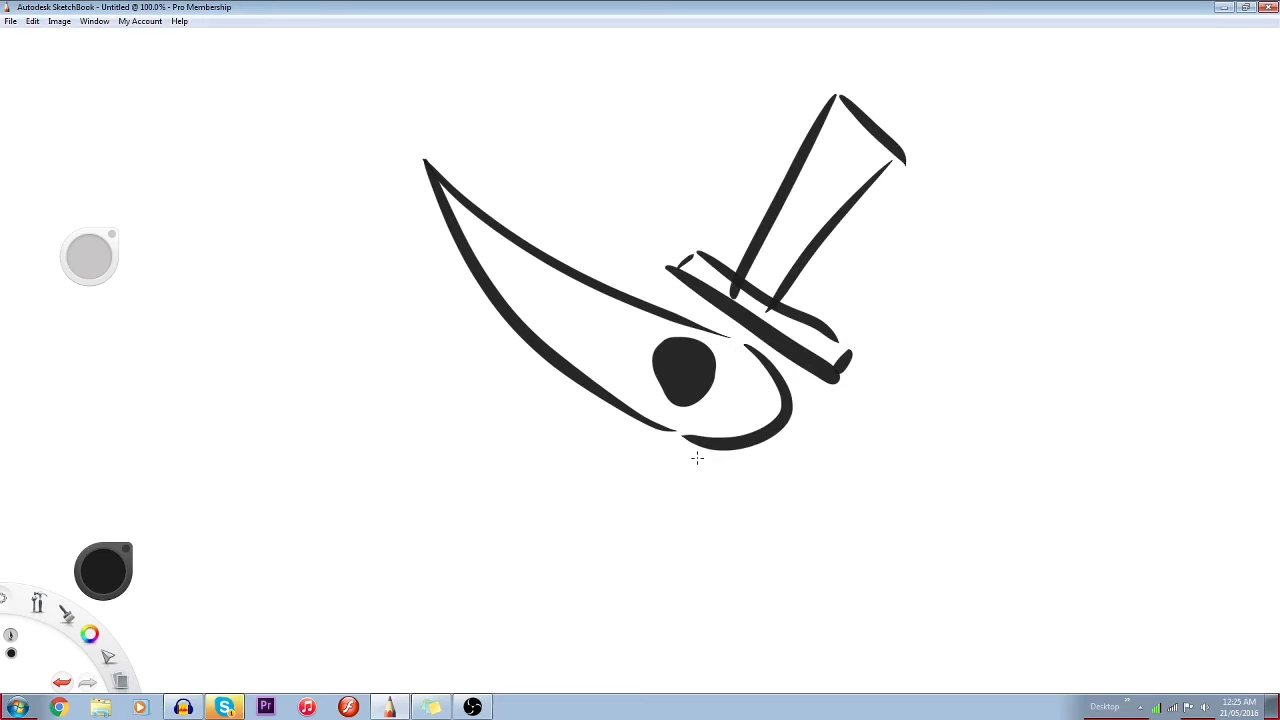 Autodesk SketchBook - Untitled @ 100.0% - Pro Membership
File Edit Image Window My Account Help
Pr
Desktop
12:25 AM
21/05/2016